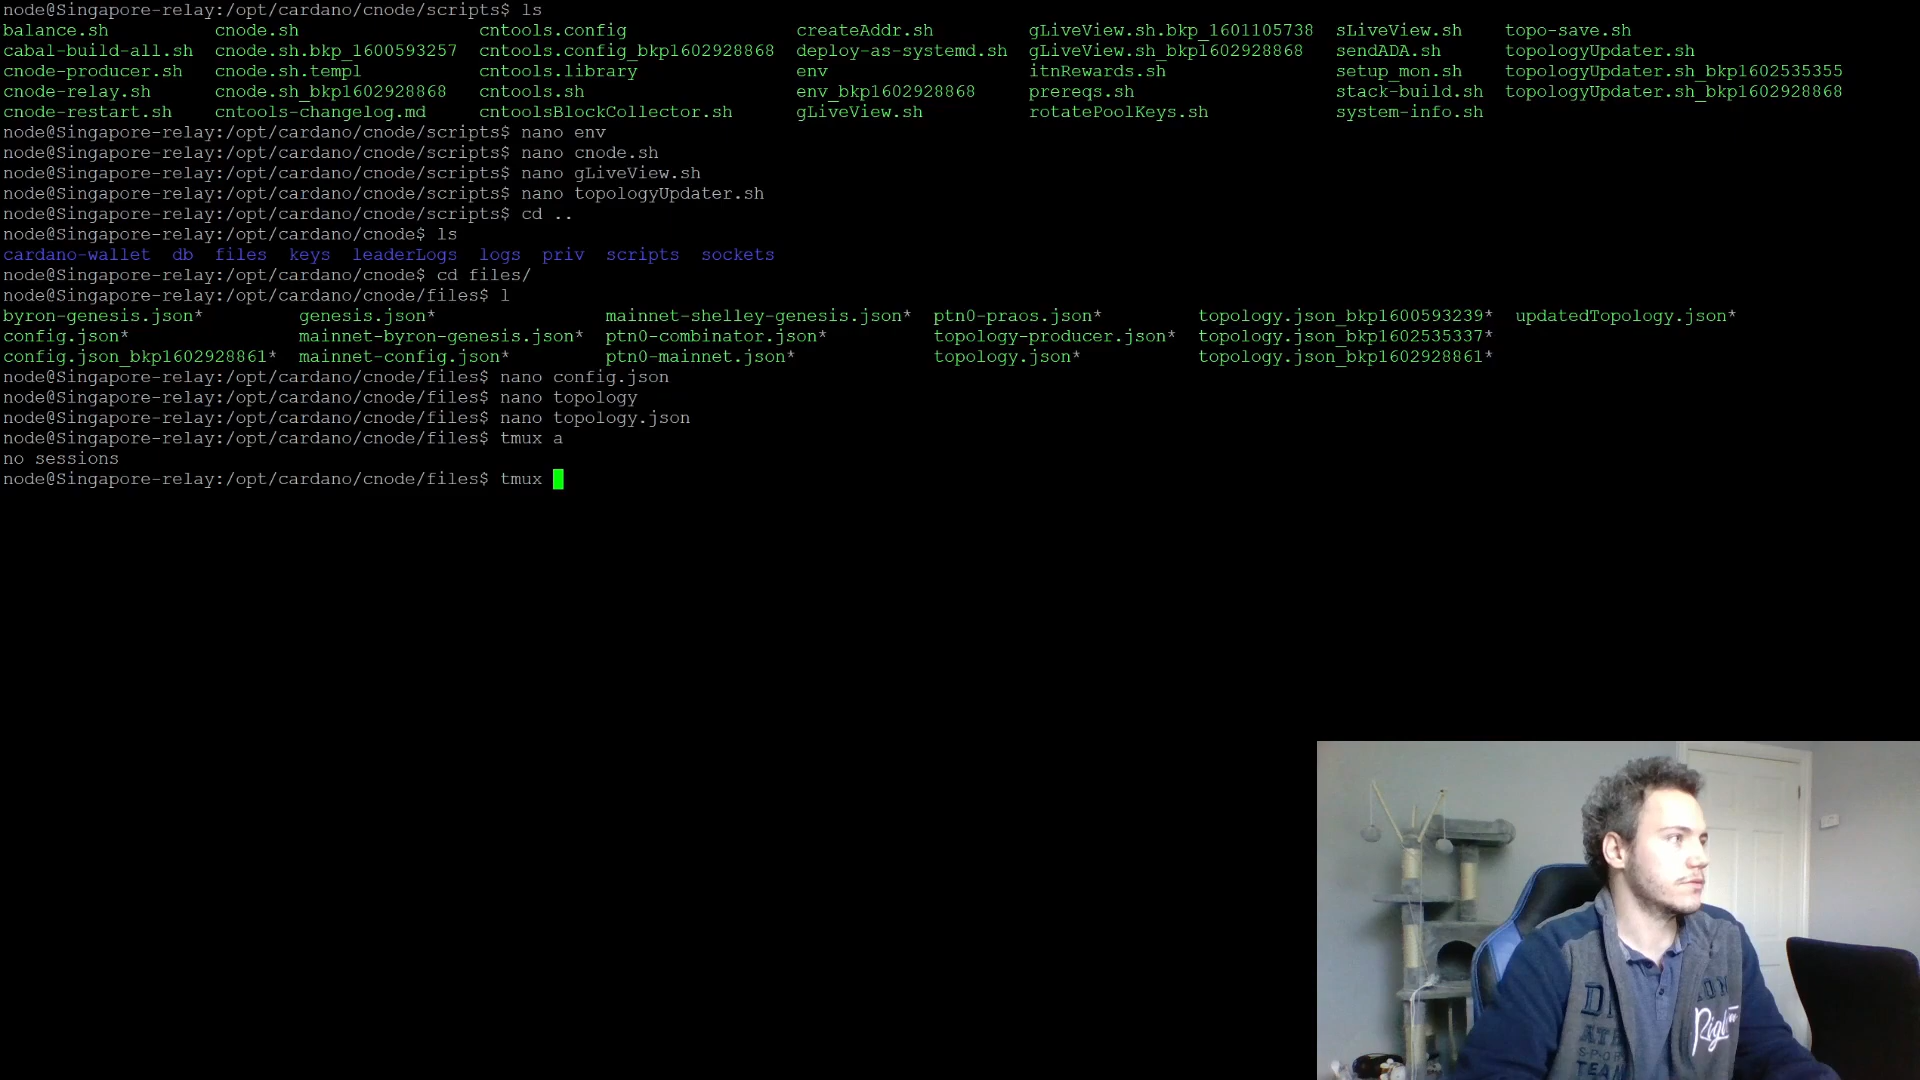 node@Singapore-relay:/opt/cardano/cnode/scripts$ ls
balance.sh cnode.sh cntools.config createAddr.sh gLiveView.sh.bkp_1601105738 sLiveView.sh topo-save.sh
cabal-build-all.sh cnode.sh.bkp_1600593257 cntools.config_bkp1602928868 deploy-as-systemd.sh gLiveView.sh_bkp1602928868 sendADA.sh topologyUpdater.sh
cnode-producer.sh cnode.sh.templ cntools.library env itnRewards.sh setup_mon.sh topologyUpdater.sh_bkp1602535355
cnode-relay.sh cnode.sh_bkp1602928868 cntools.sh env_bkp1602928868 prereqs.sh stack-build.sh topologyUpdater.sh_bkp1602928868
cnode-restart.sh cntools-changelog.md cntoolsBlockCollector.sh gLiveView.sh rotatePoolKeys.sh system-info.sh
node@Singapore-relay:/opt/cardano/cnode/scripts$ nano env
node@Singapore-relay:/opt/cardano/cnode/scripts$ nano cnode.sh
node@Singapore-relay:/opt/cardano/cnode/scripts$ nano gLiveView.sh
node@Singapore-relay:/opt/cardano/cnode/scripts$ nano topologyUpdater.sh
node@Singapore-relay:/opt/cardano/cnode/scripts$ cd ..
node@Singapore-relay:/opt/cardano/cnode$ ls
cardano-wallet db files keys leaderLogs logs priv scripts sockets
node@Singapore-relay:/opt/cardano/cnode$ cd files/
node@Singapore-relay:/opt/cardano/cnode/files$ l
byron-genesis.json* genesis.json* mainnet-shelley-genesis.json* ptn0-praos.json* topology.json_bkp1600593239* updatedTopology.json*
config.json* mainnet-byron-genesis.json* ptn0-combinator.json* topology-producer.json* topology.json_bkp1602535337*
config.json_bkp1602928861* mainnet-config.json* ptn0-mainnet.json* topology.json* topology.json_bkp1602928861*
node@Singapore-relay:/opt/cardano/cnode/files$ nano config.json
node@Singapore-relay:/opt/cardano/cnode/files$ nano topology
node@Singapore-relay:/opt/cardano/cnode/files$ nano topology.json
node@Singapore-relay:/opt/cardano/cnode/files$ tmux a
no sessions
node@Singapore-relay:/opt/cardano/cnode/files$ tmux